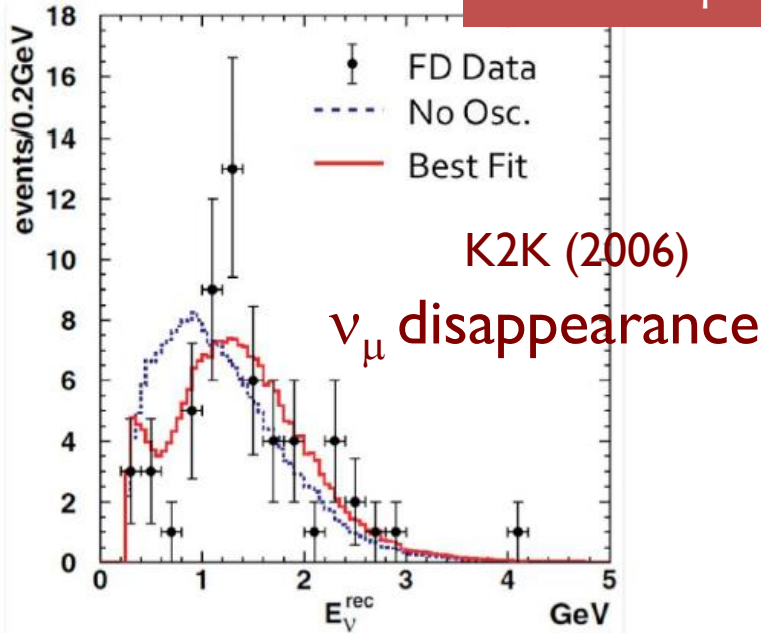 18
16
14
12
10
8
6
4
2
0
events/0.2GeV
FD Data
No Osc.
Best Fit
K2K (2006)
νμ disappearance
0 1 2 3 4 5
Eν^rec GeV